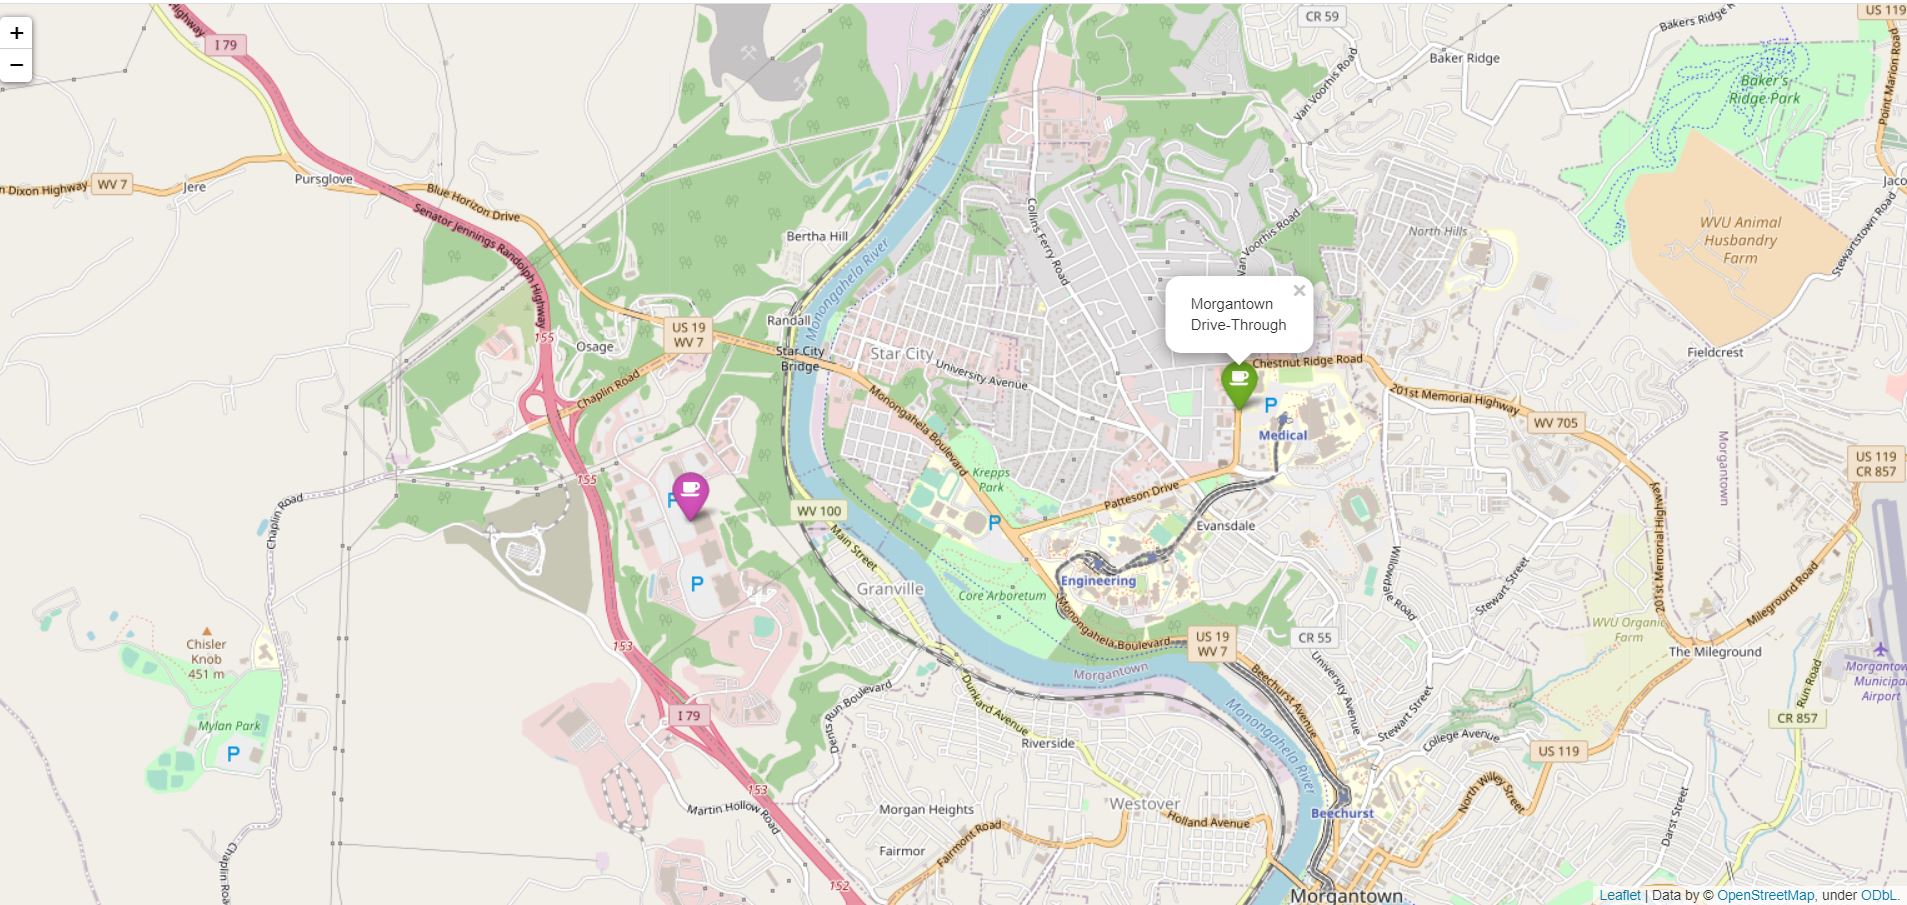 +
−
Highway
I 79
CR 59
US 119
Bakers Ridge R
Baker Ridge
Van Voorhis Road
Baker's
Ridge Park
Point Marion Road
n Dixon Highway
WV 7
Jere
Pursglove
Blue Horizon Drive
Senator Jennings Randolph Highway
Bertha Hill
Monongahela River
Collins Ferry Road
Van Voorhis Road
North Hills
WVU Animal
Husbandry
Farm
Jaco
Stewartstown Road
Morgantown
Drive-Through
×
Randall
US 19
WV 7
155
Osage
Star City
Bridge
Star City
University Avenue
Chestnut Ridge Road
Fieldcrest
Chaplin Road
Monongahela Boulevard
201st Memorial Highway
P
WV 705
Medical
Morgantown
US 119
CR 857
Krepps
Park
155
P
Chaplin Road
WV 100
P
Patteson Drive
Evansdale
Main Street
201st Memorial Highway
P
Granville
Engineering
Core Arboretum
Willowdale Road
Stewart Street
Mileground Road
Chisler
Knob
451 m
153
Monongahela Boulevard
US 19
WV 7
CR 55
WVU Organic
Farm
The Mileground
Morgantow
Municipa
Airport
Morgantown
Dunkard Avenue
Beechurst Avenue
University Avenue
Stewart Street
Run Road
Dents Run Boulevard
I 79
Mylan Park
P
Riverside
Monongahela River
College Avenue
US 119
CR 857
153
Martin Hollow Road
Morgan Heights
Westover
Holland Avenue
Beechurst
North Willey Street
Darst Street
Fairmont Road
Fairmor
Chaplin Roa
152
Morgantown
Leaflet | Data by © OpenStreetMap, under ODbL.